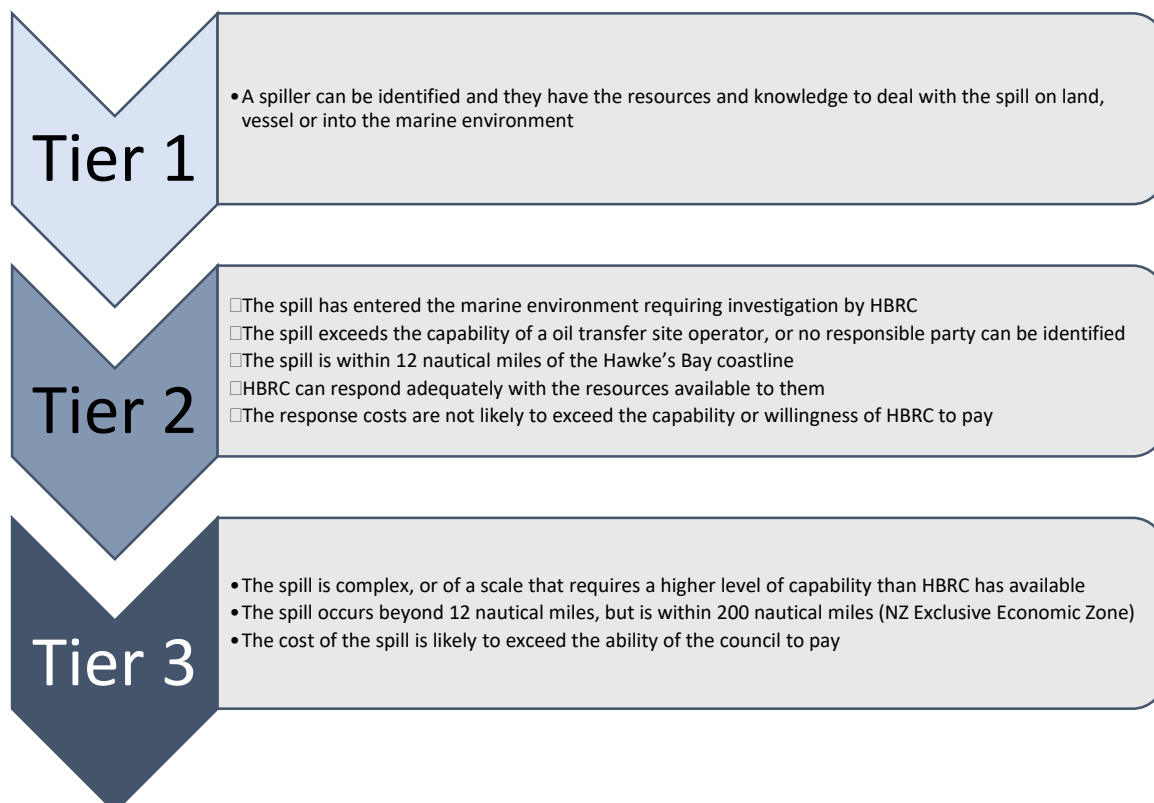 Tier 1
•A spiller can be identified and they have the resources and knowledge to deal with the spill on land,
vessel or into the marine environment
Tier 2
□The spill has entered the marine environment requiring investigation by HBRC
□The spill exceeds the capability of a oil transfer site operator, or no responsible party can be identified
□The spill is within 12 nautical miles of the Hawke’s Bay coastline
□HBRC can respond adequately with the resources available to them
□The response costs are not likely to exceed the capability or willingness of HBRC to pay
Tier 3
•The spill is complex, or of a scale that requires a higher level of capability than HBRC has available
•The spill occurs beyond 12 nautical miles, but is within 200 nautical miles (NZ Exclusive Economic Zone)
•The cost of the spill is likely to exceed the ability of the council to pay